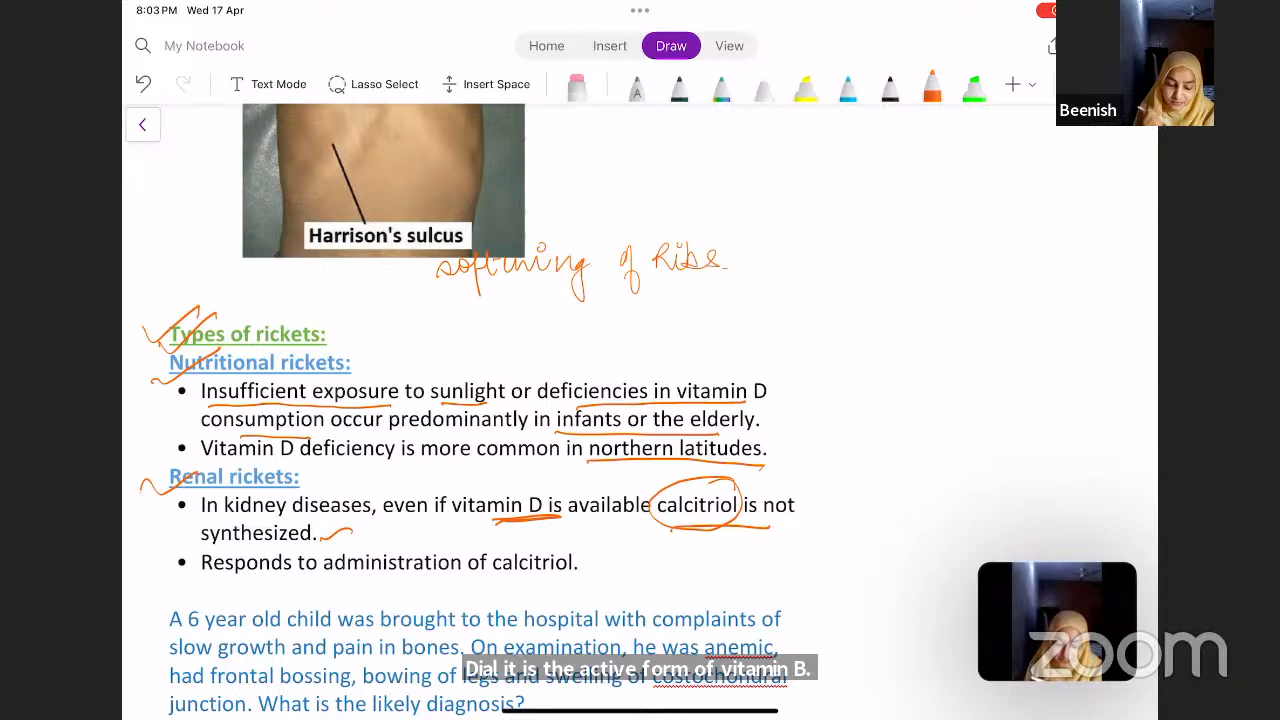 8:03 PM Wed 17 Apr
My Notebook
Home Insert Draw View
Text Mode Lasso Select Insert Space
A
Beenish
Harrison's sulcus
softining of Ribs.
Types of rickets:
Nutritional rickets:
• Insufficient exposure to sunlight or deficiencies in vitamin D
consumption occur predominantly in infants or the elderly.
• Vitamin D deficiency is more common in northern latitudes.
Renal rickets:
• In kidney diseases, even if vitamin D is available calcitriol is not
synthesized.
• Responds to administration of calcitriol.
A 6 year old child was brought to the hospital with complaints of
slow growth and pain in bones. On examination, he was anemic,
had frontal bossing, bowing of legs and swelling of costochondral
junction. What is the likely diagnosis?
Dial it is the active form of vitamin B.
zoom